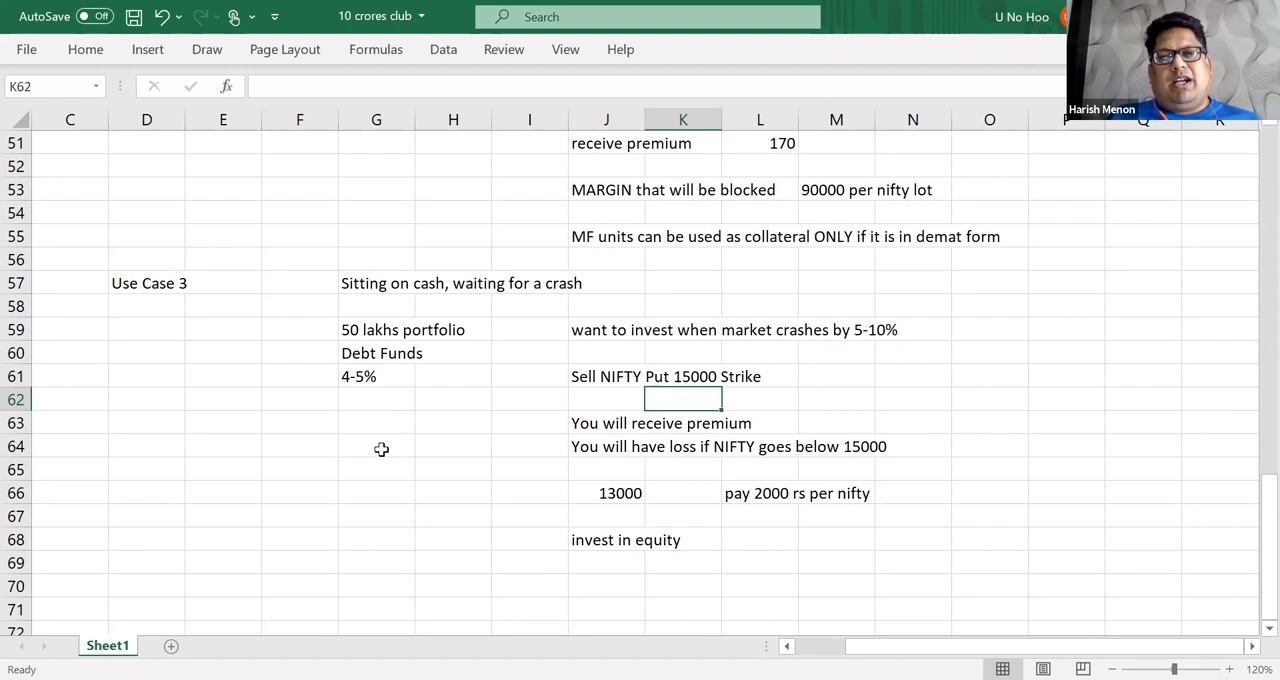 AutoSave Off 10 crores club Search U No Hoo
File Home Insert Draw Page Layout Formulas Data Review View Help
K62 fx
Harish Menon
C D E F G H I J K L M N O
51 receive premium 170
52
53 MARGIN that will be blocked 90000 per nifty lot
54
55 MF units can be used as collateral ONLY if it is in demat form
56
57 Use Case 3 Sitting on cash, waiting for a crash
58
59 50 lakhs portfolio want to invest when market crashes by 5-10%
60 Debt Funds
61 4-5% Sell NIFTY Put 15000 Strike
62
63 You will receive premium
64 You will have loss if NIFTY goes below 15000
65
66 13000 pay 2000 rs per nifty
67
68 invest in equity
69
70
71
72
Sheet1
Ready 120%